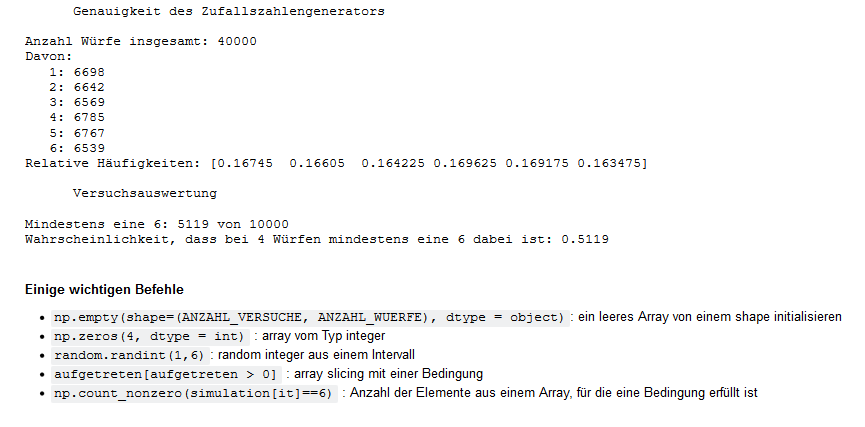 Genauigkeit des Zufallszahlengenerators
Anzahl Würfe insgesamt: 40000
Davon:
1: 6698
2: 6642
3: 6569
4: 6785
5: 6767
6: 6539
Relative Häufigkeiten: [0.16745  0.16605  0.164225 0.169625 0.169175 0.163475]
Versuchsauswertung
Mindestens eine 6: 5119 von 10000
Wahrscheinlichkeit, dass bei 4 Würfen mindestens eine 6 dabei ist: 0.5119
Einige wichtigen Befehle
• np.empty(shape=(ANZAHL_VERSUCHE, ANZAHL_WUERFE), dtype = object) : ein leeres Array von einem shape initialisieren
• np.zeros(4, dtype = int) : array vom Typ integer
• random.randint(1,6) : random integer aus einem Intervall
• aufgetreten[aufgetreten > 0] : array slicing mit einer Bedingung
• np.count_nonzero(simulation[it]==6) : Anzahl der Elemente aus einem Array, für die eine Bedingung erfüllt ist